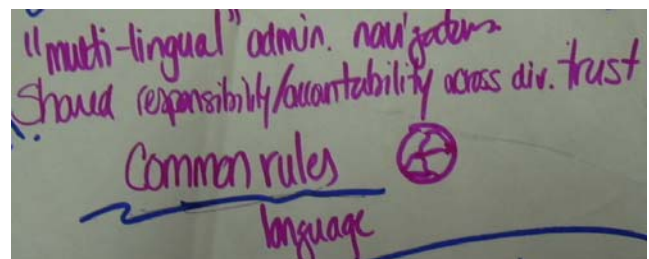 "multi-lingual" admin. navigators
Shared responsibility/accountability across div. trust
Common rules
language